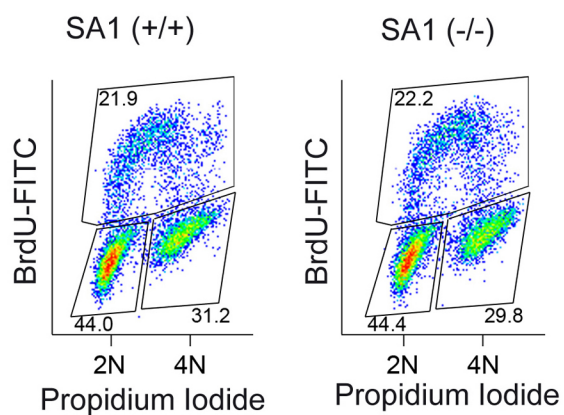 SA1 (+/+)
21.9
BrdU-FITC
44.0
31.2
2N 4N
Propidium Iodide
SA1 (-/-)
22.2
BrdU-FITC
44.4
29.8
2N 4N
Propidium Iodide